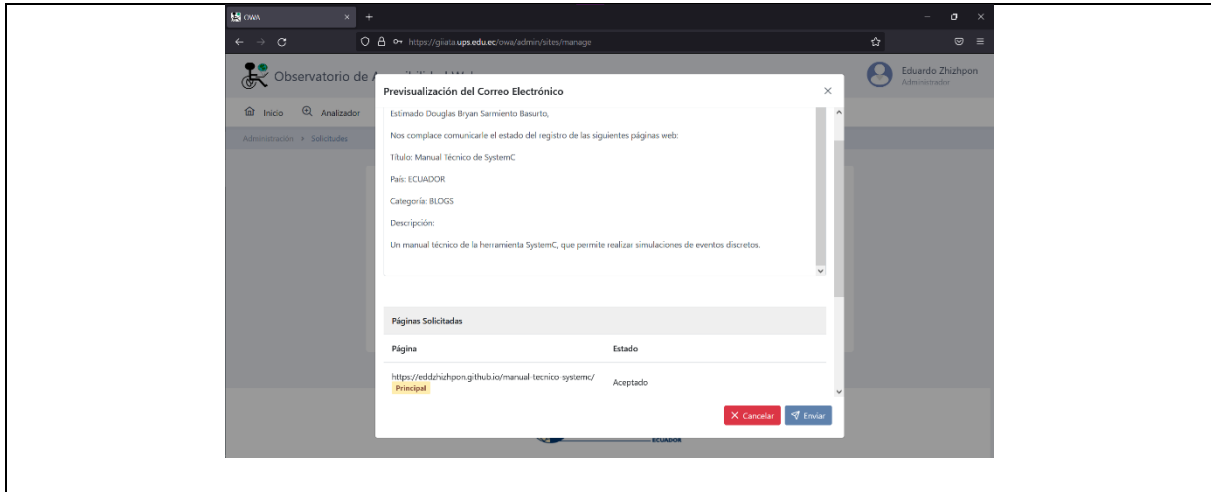 OWA
https://giiata.ups.edu.ec/owa/admin/sites/manage
Observatorio de
Eduardo Zhizhpon
Administrador
Inicio
Analizador
Administración
Solicitudes
Previsualización del Correo Electrónico
Estimado Douglas Bryan Sarmiento Basurto,
Nos complace comunicarle el estado del registro de las siguientes páginas web:
Título: Manual Técnico de SystemC
País: ECUADOR
Categoría: BLOGS
Descripción:
Un manual técnico de la herramienta SystemC, que permite realizar simulaciones de eventos discretos.
Páginas Solicitadas
Página Estado
https://eddzhizhpon.github.io/manual-tecnico-systemc/ Aceptado
Principal
Cancelar Enviar
ECUADOR